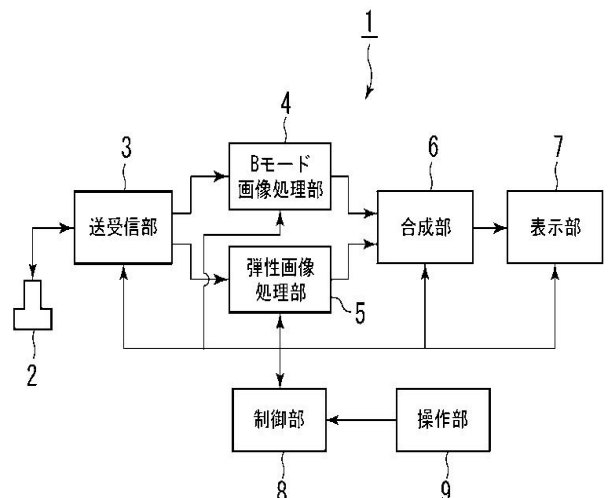 1
4
3
Bモード
画像処理部
6
7
送受信部
合成部
表示部
弾性画像
処理部
5
2
制御部
操作部
8
9